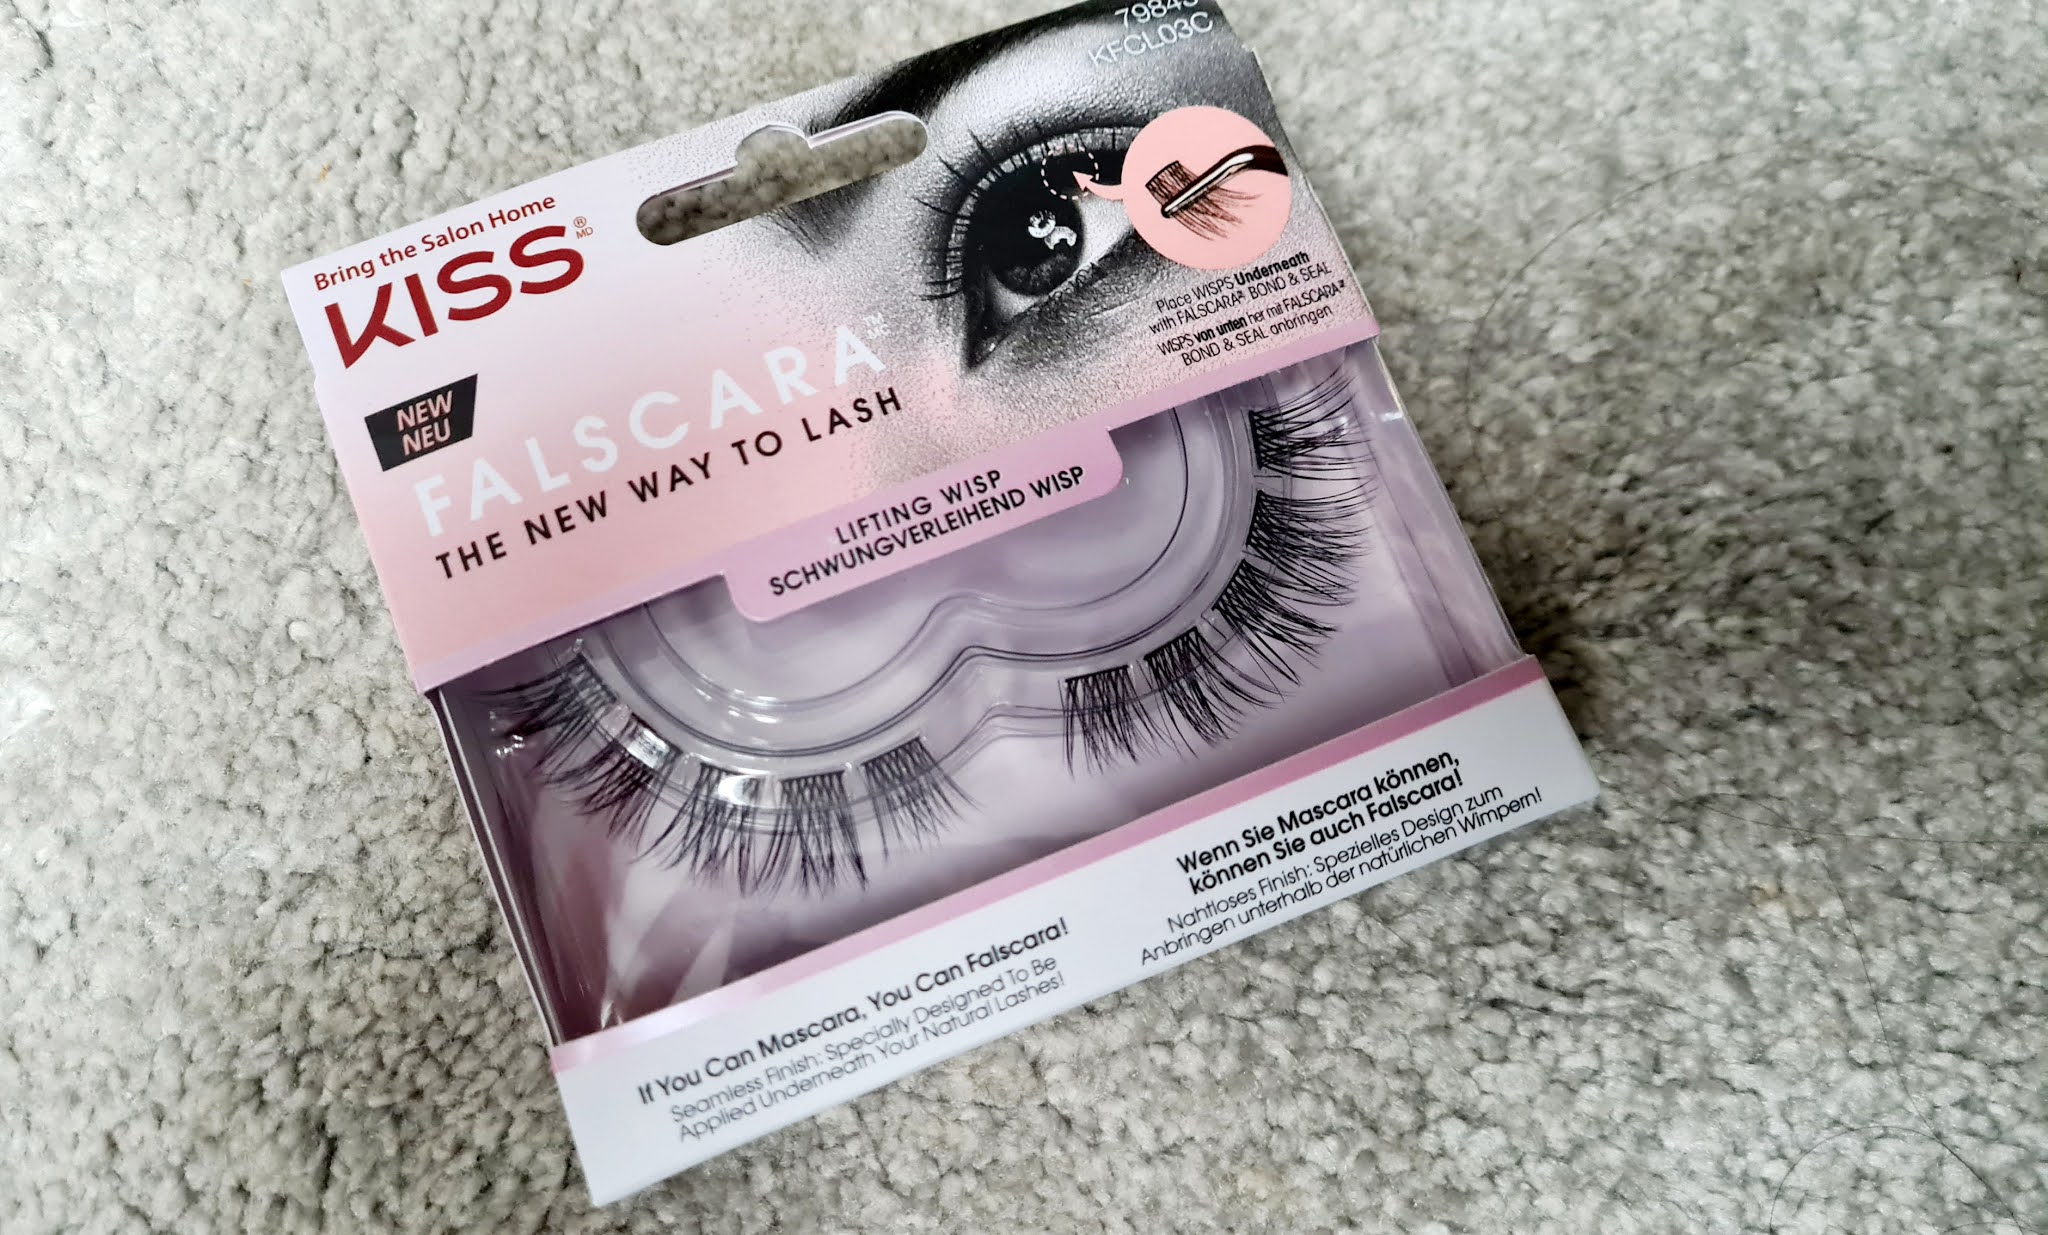 KFCL03C
Bring the Salon Home
KISS® MD
NEW
NEU
FALSCARA™ MC
THE NEW WAY TO LASH
Place WISPS Underneath
with FALSCARA® BOND & SEAL
WISPS von unten her mit FALSCARA®
BOND & SEAL anbringen
LIFTING WISP
SCHWUNGVERLEIHEND WISP
If You Can Mascara, You Can Falscara!
Seamless Finish: Specially Designed To Be
Applied Underneath Your Natural Lashes!
Wenn Sie Mascara können,
können Sie auch Falscara!
Nahtloses Finish: Spezielles Design zum
Anbringen unterhalb der natürlichen Wimpern!